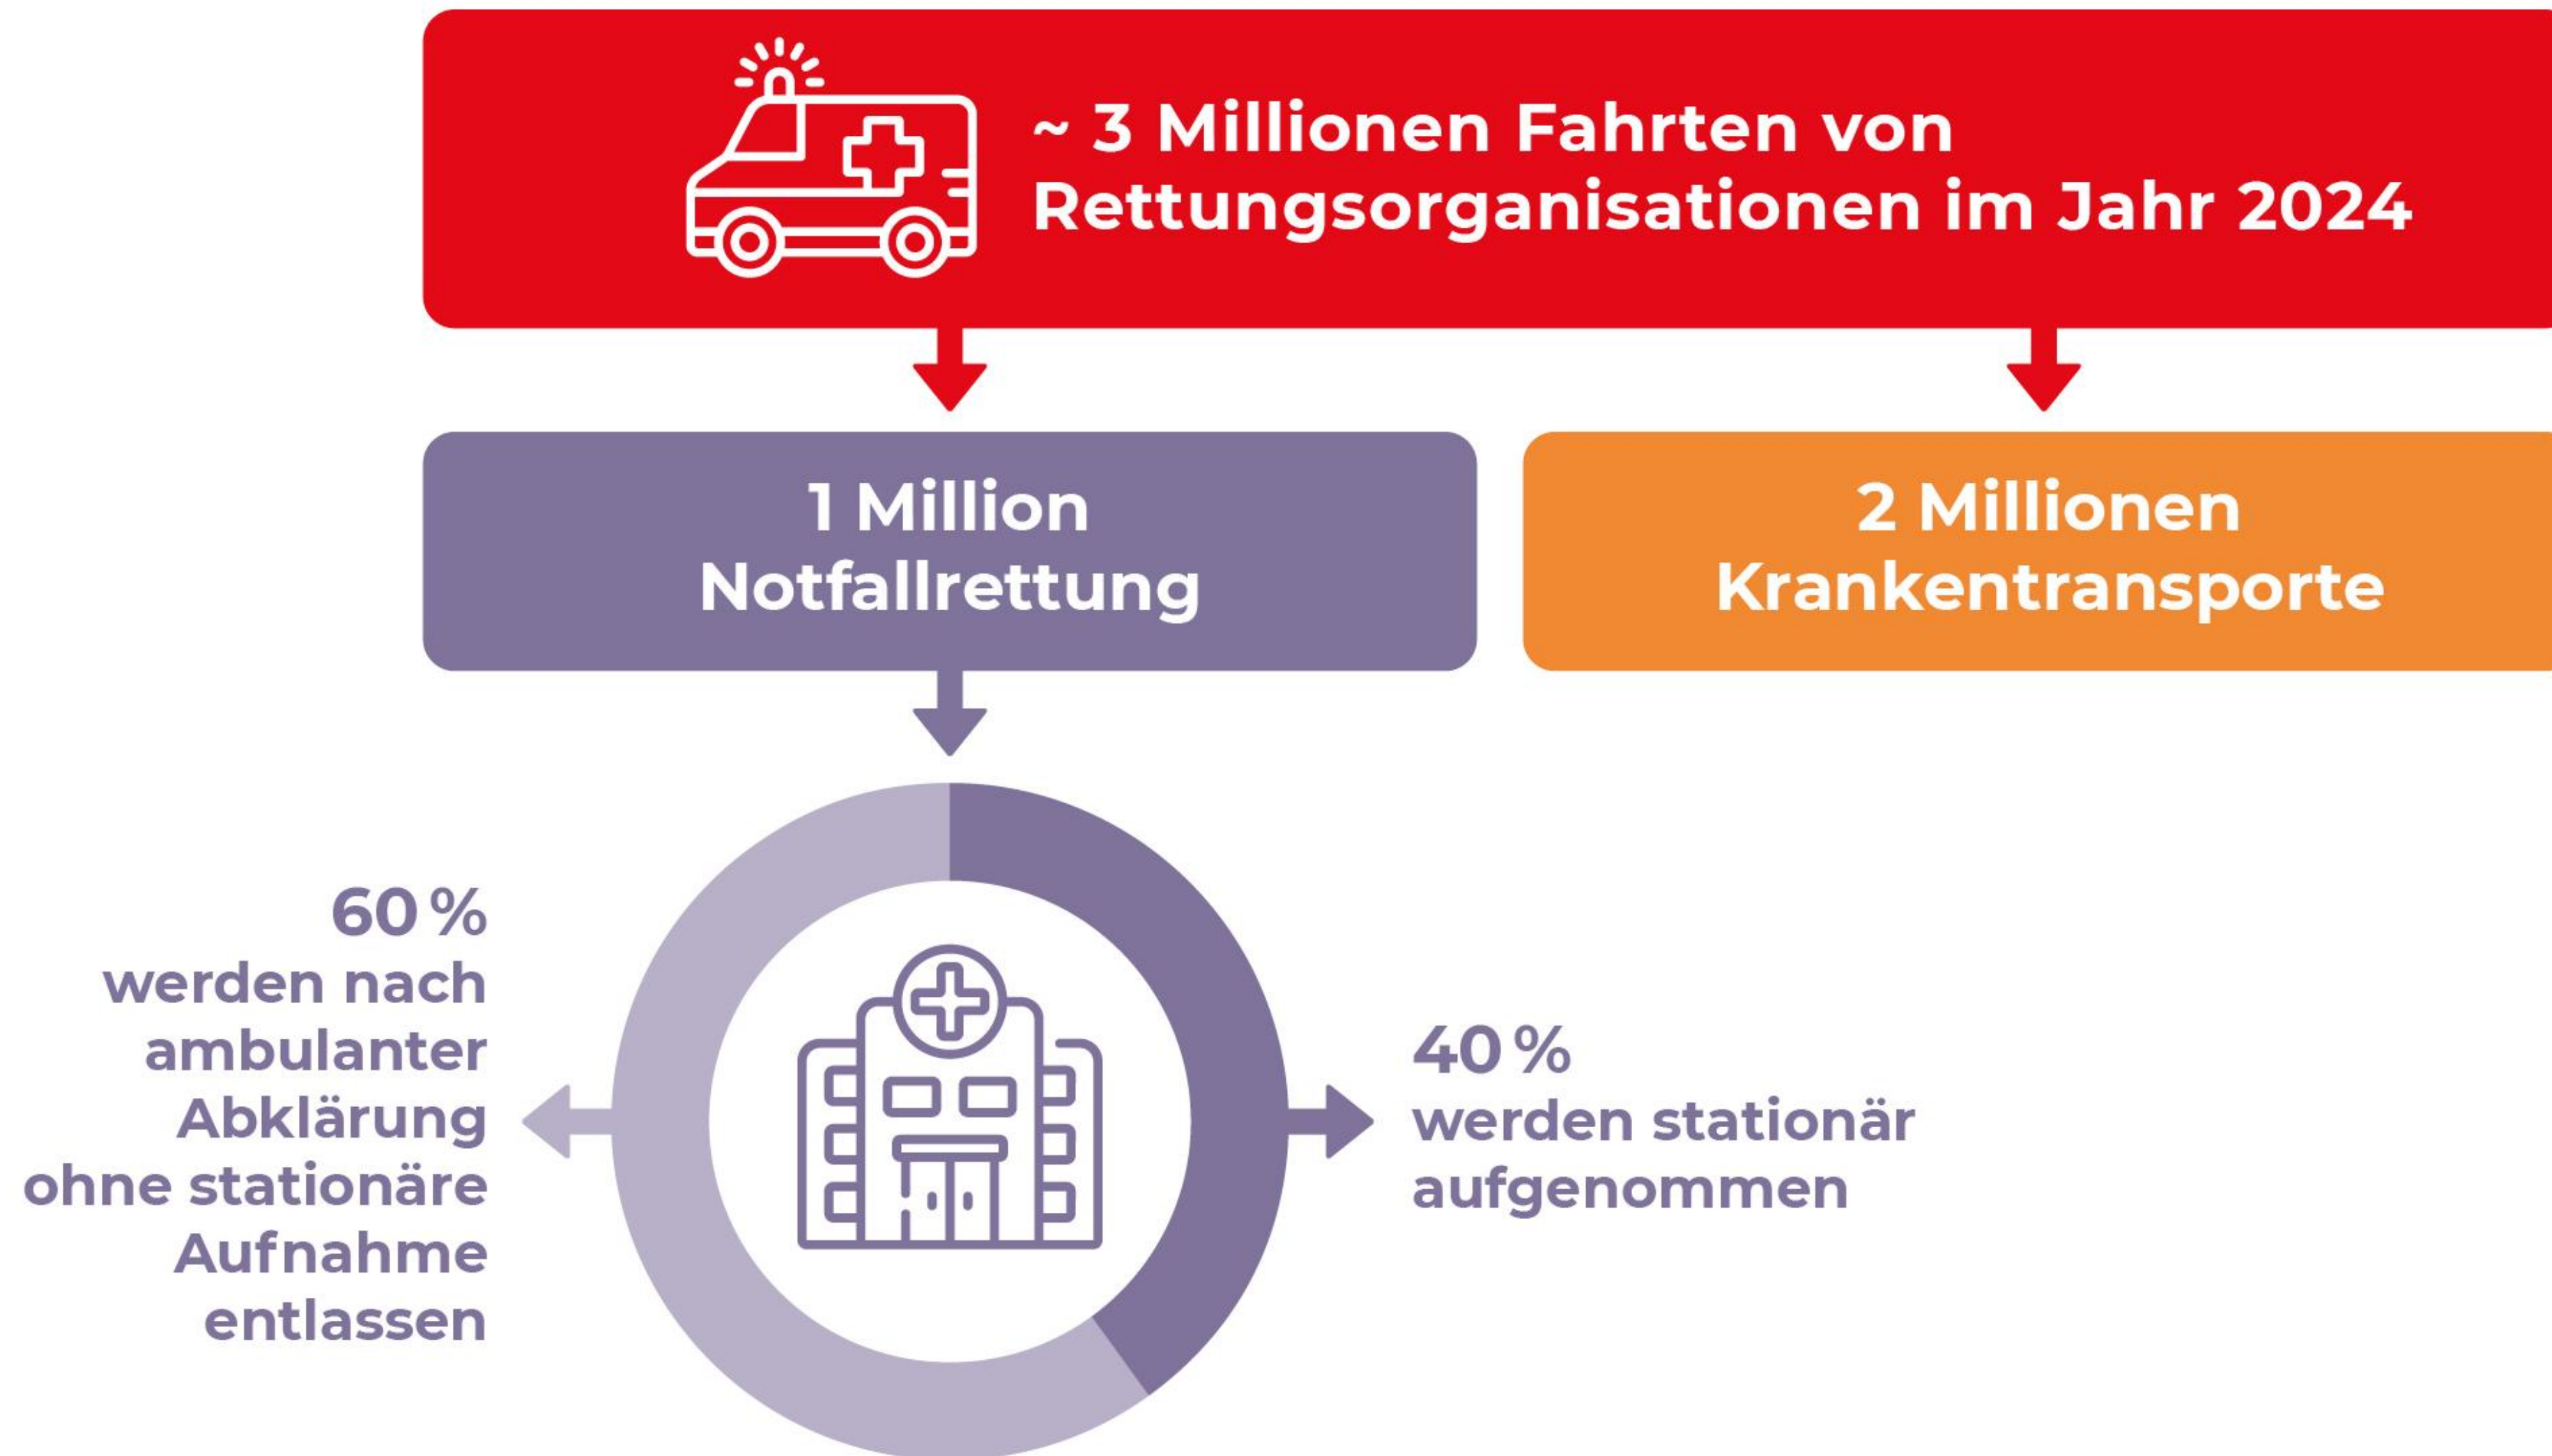 ~ 3 Millionen Fahrten von
Rettungsorganisationen im Jahr 2024
1 Million
Notfallrettung
2 Millionen
Krankentransporte
60 %
werden nach
ambulanter
Abklärung
ohne stationäre
Aufnahme
entlassen
40 %
werden stationär
aufgenommen